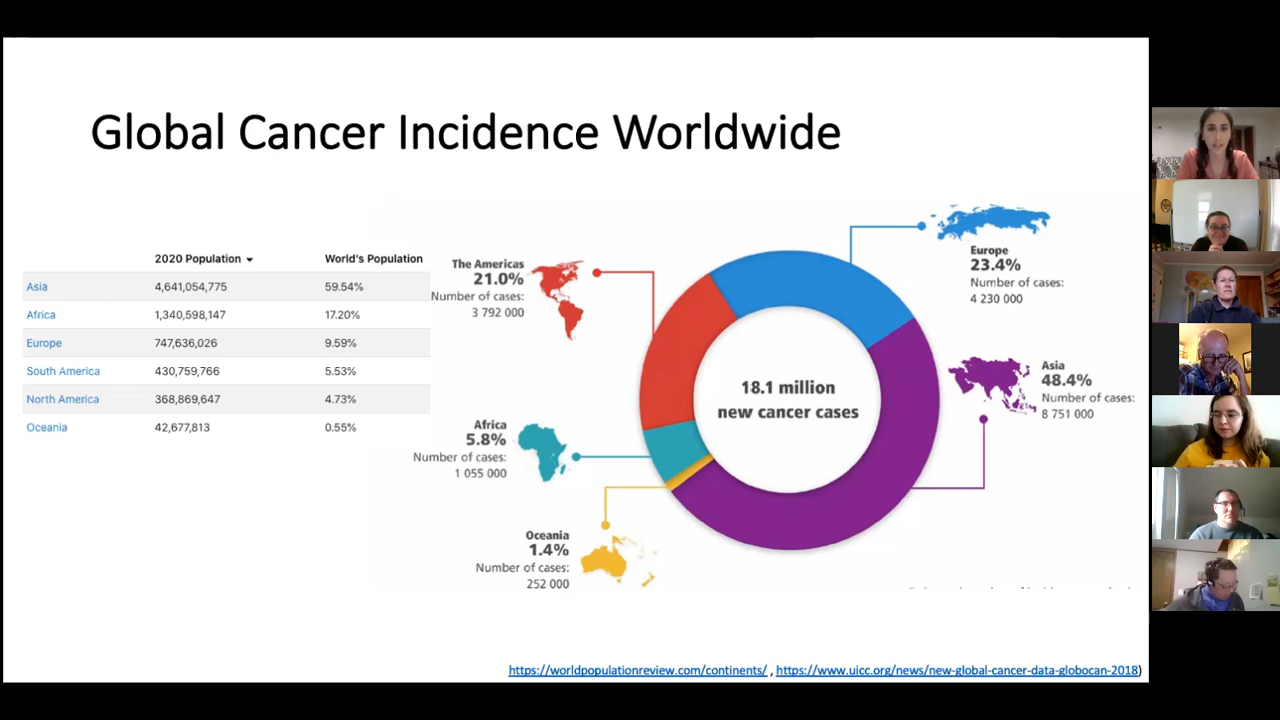 Global Cancer Incidence Worldwide
2020 Population World's Population
Asia 4,641,054,775 59.54%
Africa 1,340,598,147 17.20%
Europe 747,636,026 9.59%
South America 430,759,766 5.53%
North America 368,869,647 4.73%
Oceania 42,677,813 0.55%
The Americas
21.0%
Number of cases:
3 792 000
Europe
23.4%
Number of cases:
4 230 000
18.1 million
new cancer cases
Asia
48.4%
Number of cases:
8 751 000
Africa
5.8%
Number of cases:
1 055 000
Oceania
1.4%
Number of cases:
252 000
https://worldpopulationreview.com/continents/ , https://www.uicc.org/news/new-global-cancer-data-globocan-2018)